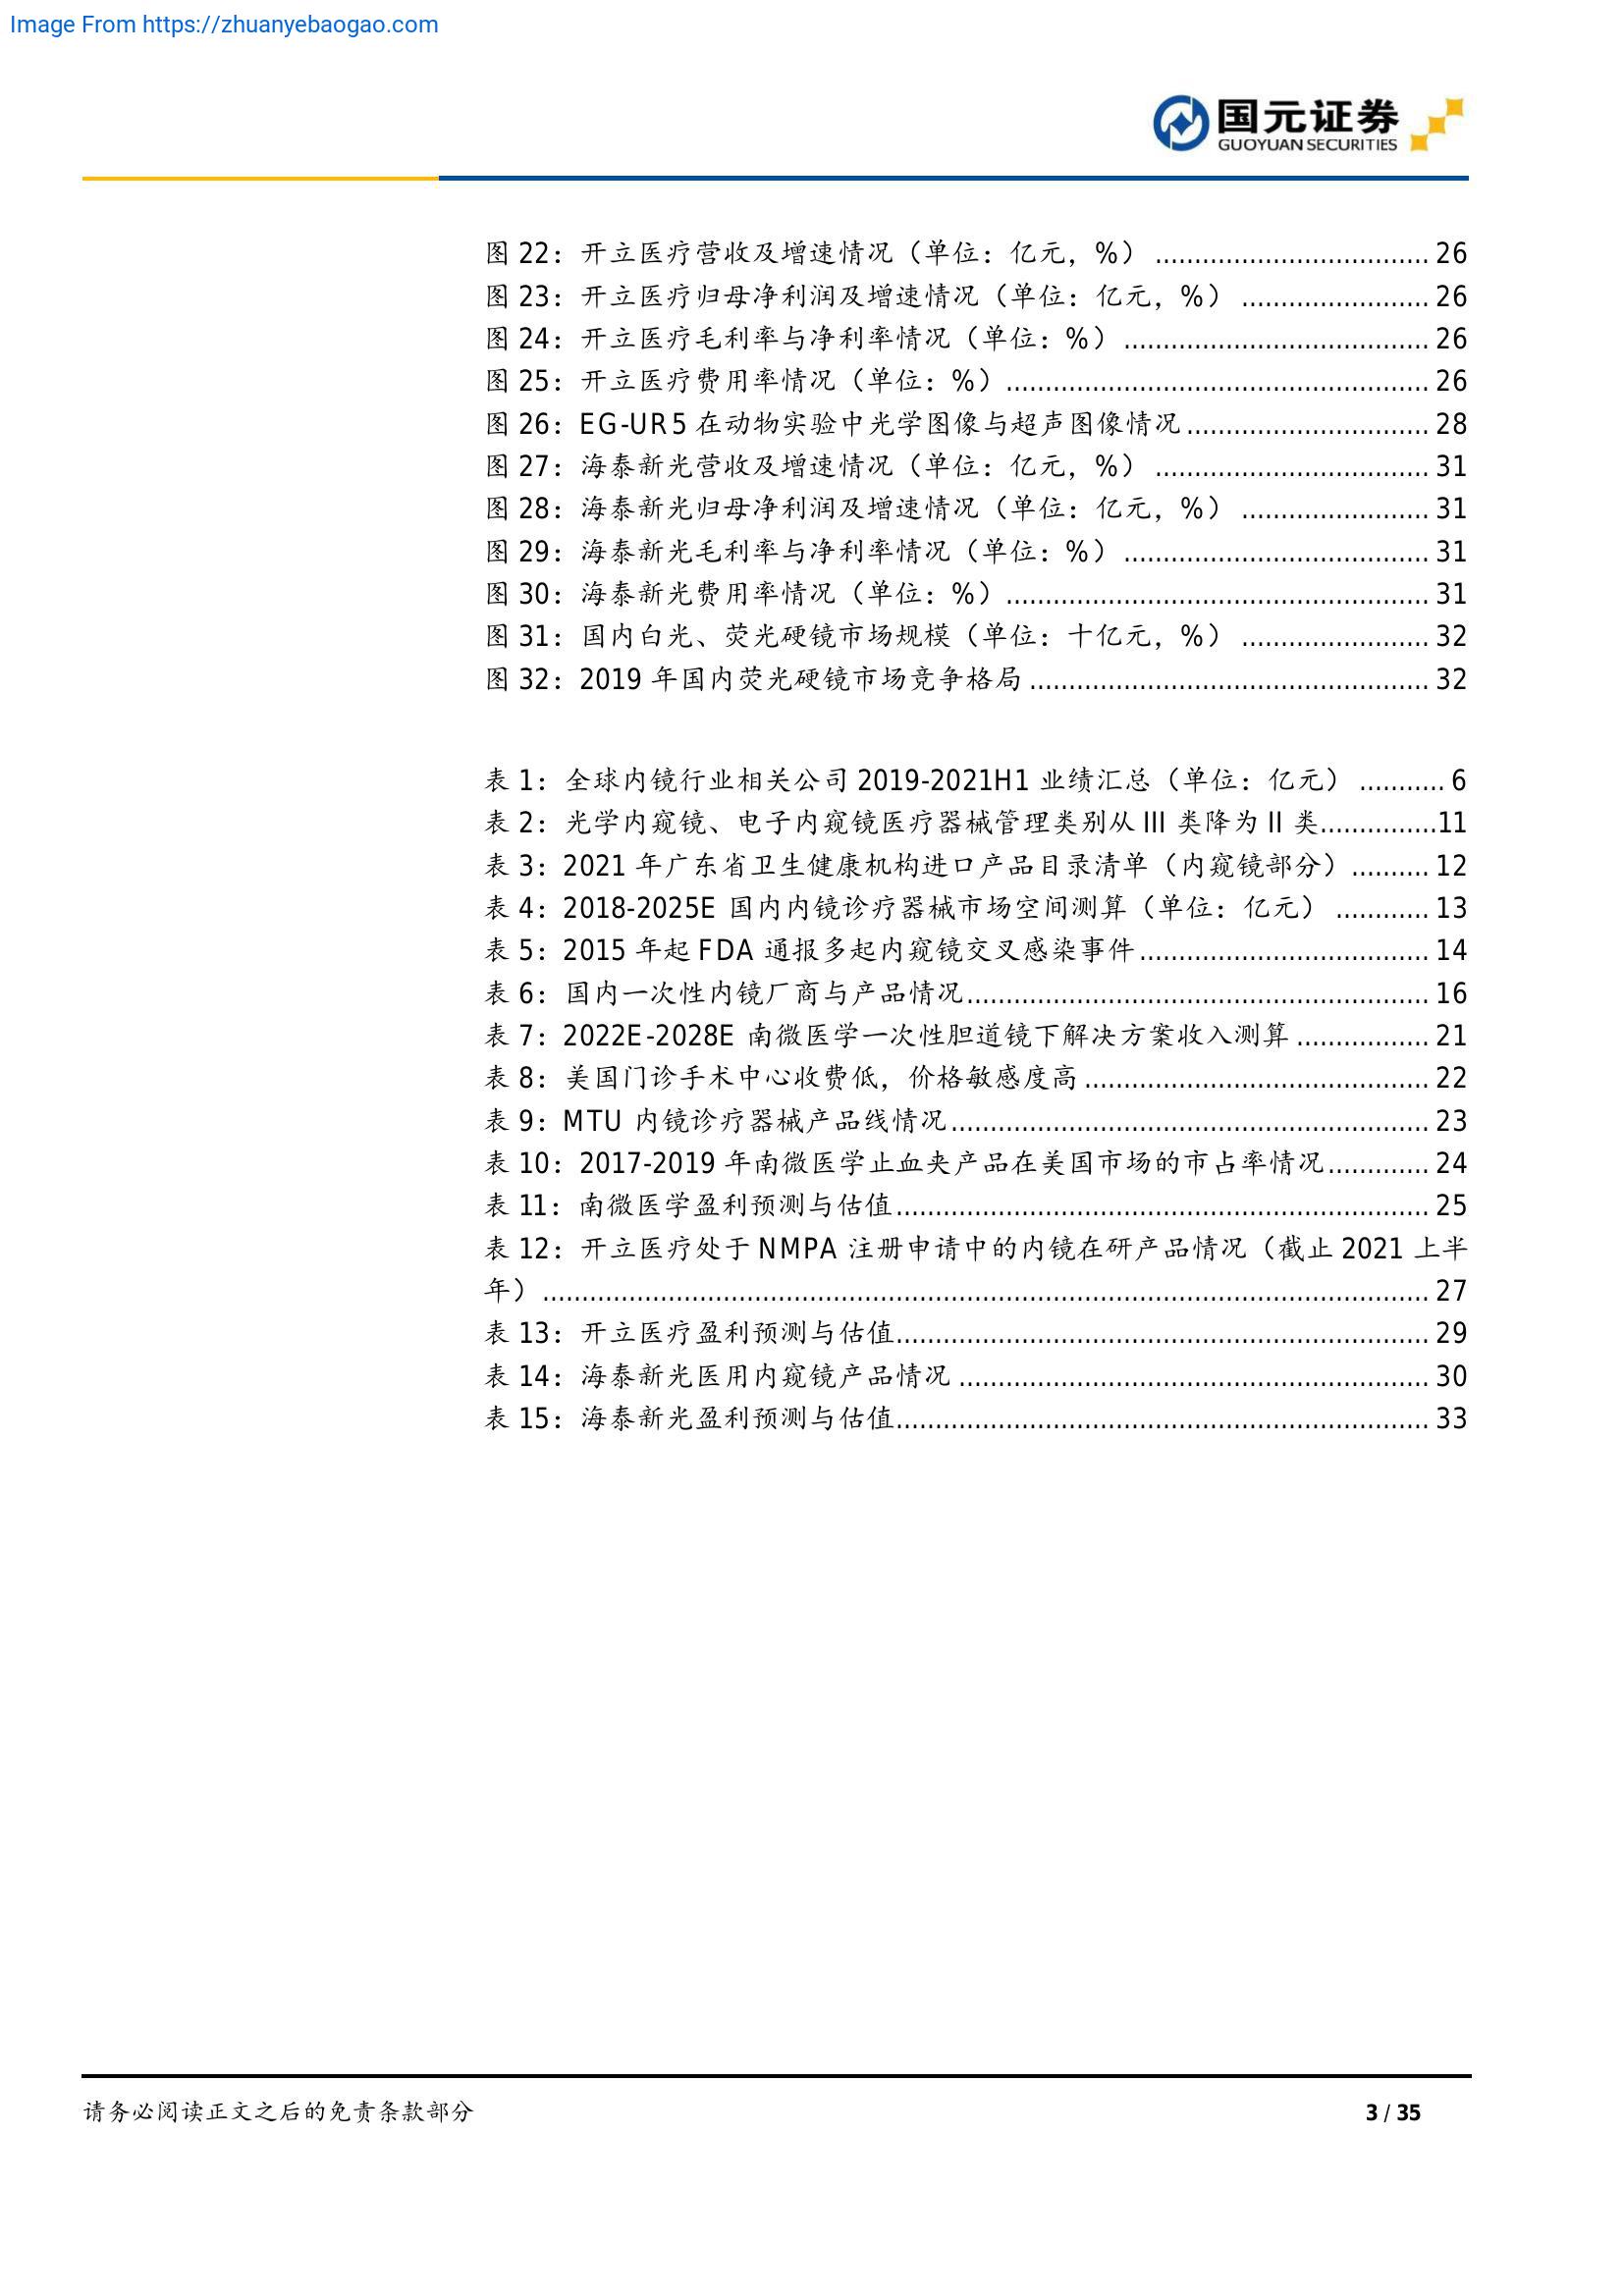 Image From https://zhuanyebaogao.com
国元证券
GUOYUAN SECURITIES
图 22：开立医疗营收及增速情况（单位：亿元，%） ................................... 26
图 23：开立医疗归母净利润及增速情况（单位：亿元，%） ........................ 26
图 24：开立医疗毛利率与净利率情况（单位：%） ....................................... 26
图 25：开立医疗费用率情况（单位：%） ...................................................... 26
图 26：EG-UR5 在动物实验中光学图像与超声图像情况 ............................... 28
图 27：海泰新光营收及增速情况（单位：亿元，%） ................................... 31
图 28：海泰新光归母净利润及增速情况（单位：亿元，%） ........................ 31
图 29：海泰新光毛利率与净利率情况（单位：%） ....................................... 31
图 30：海泰新光费用率情况（单位：%） ...................................................... 31
图 31：国内白光、荧光硬镜市场规模（单位：十亿元，%） ........................ 32
图 32：2019 年国内荧光硬镜市场竞争格局 ................................................... 32
表 1：全球内镜行业相关公司 2019-2021H1 业绩汇总（单位：亿元） ........... 6
表 2：光学内窥镜、电子内窥镜医疗器械管理类别从 III 类降为 II 类...............11
表 3：2021 年广东省卫生健康机构进口产品目录清单（内窥镜部分） .......... 12
表 4：2018-2025E 国内内镜诊疗器械市场空间测算（单位：亿元） ............ 13
表 5：2015 年起 FDA 通报多起内窥镜交叉感染事件 ..................................... 14
表 6：国内一次性内镜厂商与产品情况 ........................................................... 16
表 7：2022E-2028E 南微医学一次性胆道镜下解决方案收入测算 ................. 21
表 8：美国门诊手术中心收费低，价格敏感度高 ............................................ 22
表 9：MTU 内镜诊疗器械产品线情况 ............................................................. 23
表 10：2017-2019 年南微医学止血夹产品在美国市场的市占率情况 ............. 24
表 11：南微医学盈利预测与估值 .................................................................... 25
表 12：开立医疗处于 NMPA 注册申请中的内镜在研产品情况（截止 2021 上半
年） ................................................................................................................. 27
表 13：开立医疗盈利预测与估值 .................................................................... 29
表 14：海泰新光医用内窥镜产品情况 ............................................................ 30
表 15：海泰新光盈利预测与估值 .................................................................... 33
请务必阅读正文之后的免责条款部分
3 / 35